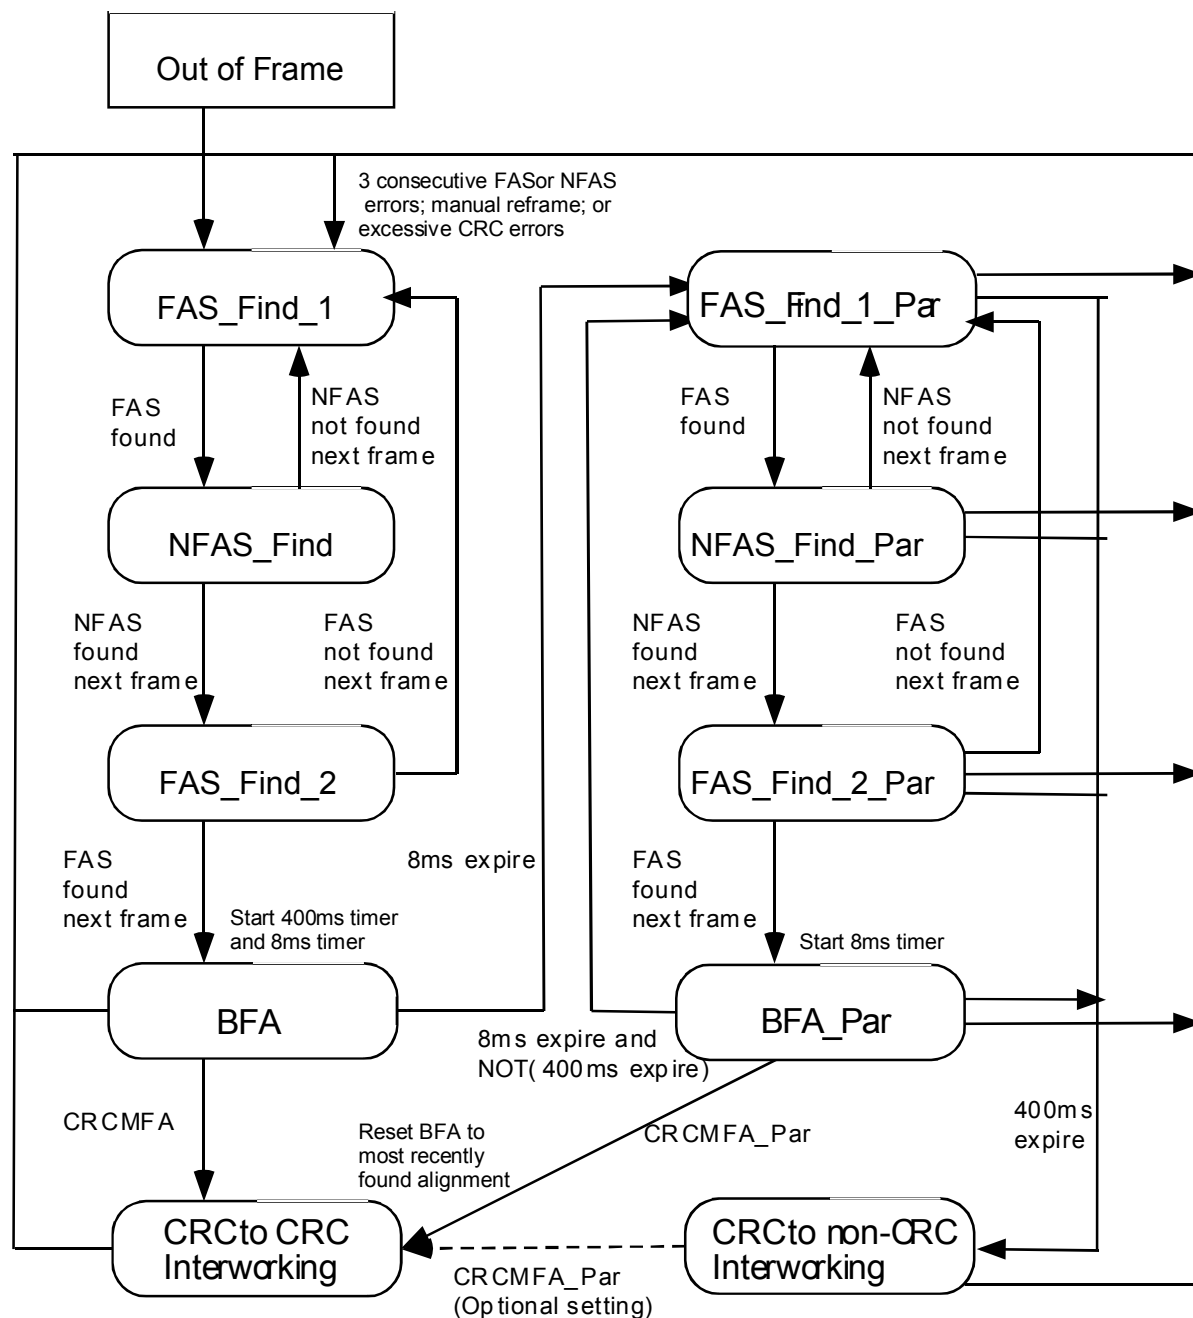 Out of Frame
3 consecutive FASor NFAS
errors; manual reframe; or
excessive CRC errors
FAS_Find_1
FAS
found
NFAS
not found
next frame
NFAS_Find
NFAS
found
next frame
FAS
not found
next frame
FAS_Find_2
FAS
found
next frame
Start 400ms timer
and 8ms timer
8ms expire
BFA
CRCMFA
CRCto CRC
Interworking
FAS_Find_1_Par
FAS
found
NFAS
not found
next frame
NFAS_Find_Par
NFAS
found
next frame
FAS
not found
next frame
FAS_Find_2_Par
FAS
found
next frame
Start 8ms timer
BFA_Par
8ms expire and
NOT( 400ms expire)
CRCMFA_Par
Reset BFA to
most recently
found alignment
400ms
expire
CRCto non-CRC
Interworking
CRCMFA_Par
(Optional setting)